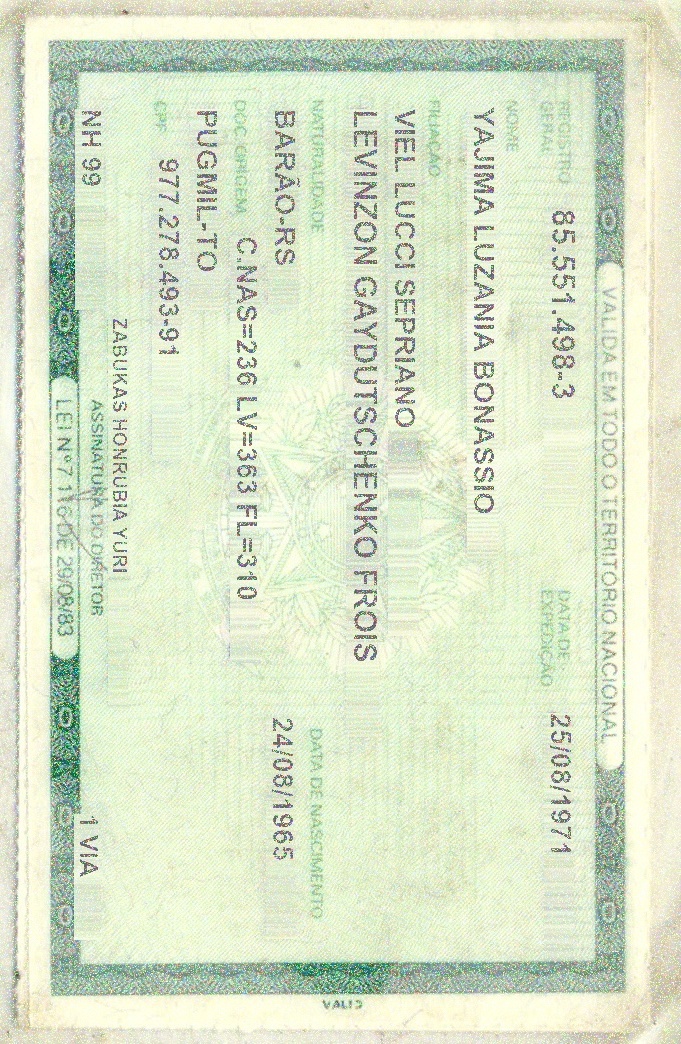 VALIDA EM TODO O TERRITÓRIO NACIONAL
REGISTRO GERAL 85.551.498-3 DATA DE EXPEDIÇÃO 25/08/1971
NOME
YAJIMA LUZANIA BONASSIO
FILIAÇÃO
VIEL LUCCI SEPRIANO
LEVINZON GAYDUTSCHENKO FROIS
NATURALIDADE DATA DE NASCIMENTO
BARÃO-RS 24/08/1965
DOC ORIGEM C.NAS=236 LV=363 FL=310
PUGMIL-TO
CPF 977.278.493-91
ZABUKAS HONRUBIA YURI
NH 99 ASSINATURA DO DIRETOR 1 VIA
LEI Nº 7.116 DE 29/08/83
VALID